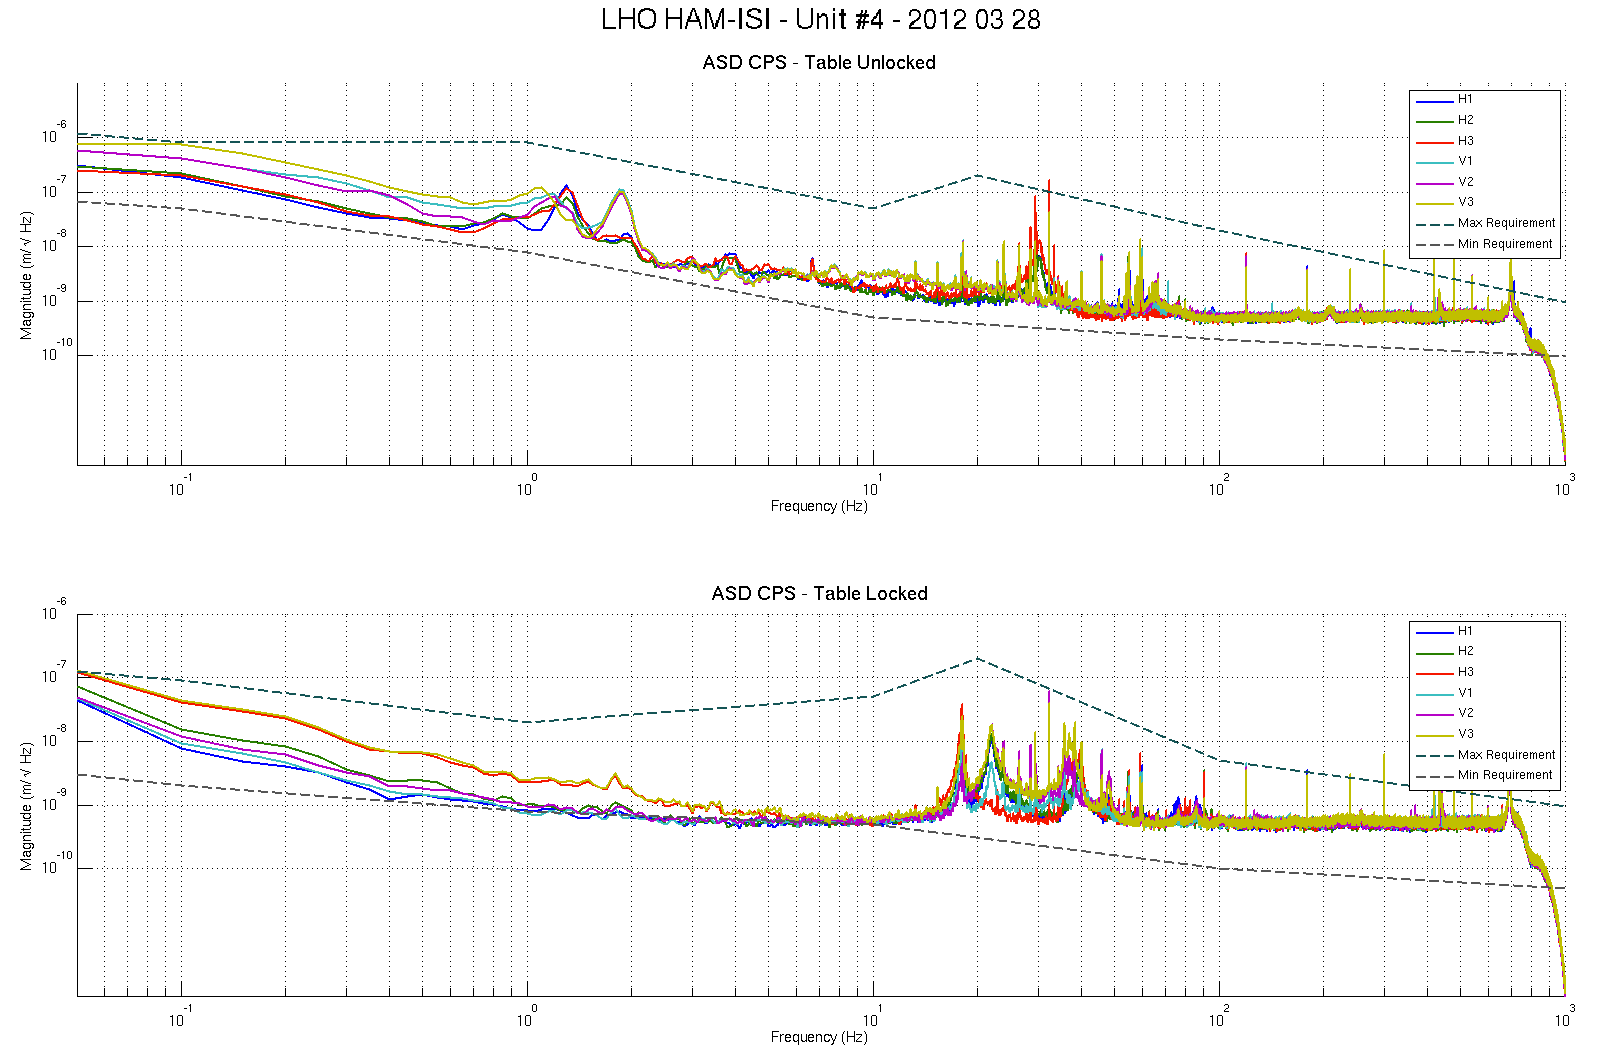 LHO HAM-ISI - Unit #4 - 2012 03 28
ASD CPS - Table Unlocked
Magnitude (m/√ Hz)
10^-6
10^-7
10^-8
10^-9
10^-10
H1
H2
H3
V1
V2
V3
Max Requirement
Min Requirement
10^-1 10^0 10^1 10^2 10^3
Frequency (Hz)
ASD CPS - Table Locked
Magnitude (m/√ Hz)
10^-6
10^-7
10^-8
10^-9
10^-10
H1
H2
H3
V1
V2
V3
Max Requirement
Min Requirement
10^-1 10^0 10^1 10^2 10^3
Frequency (Hz)